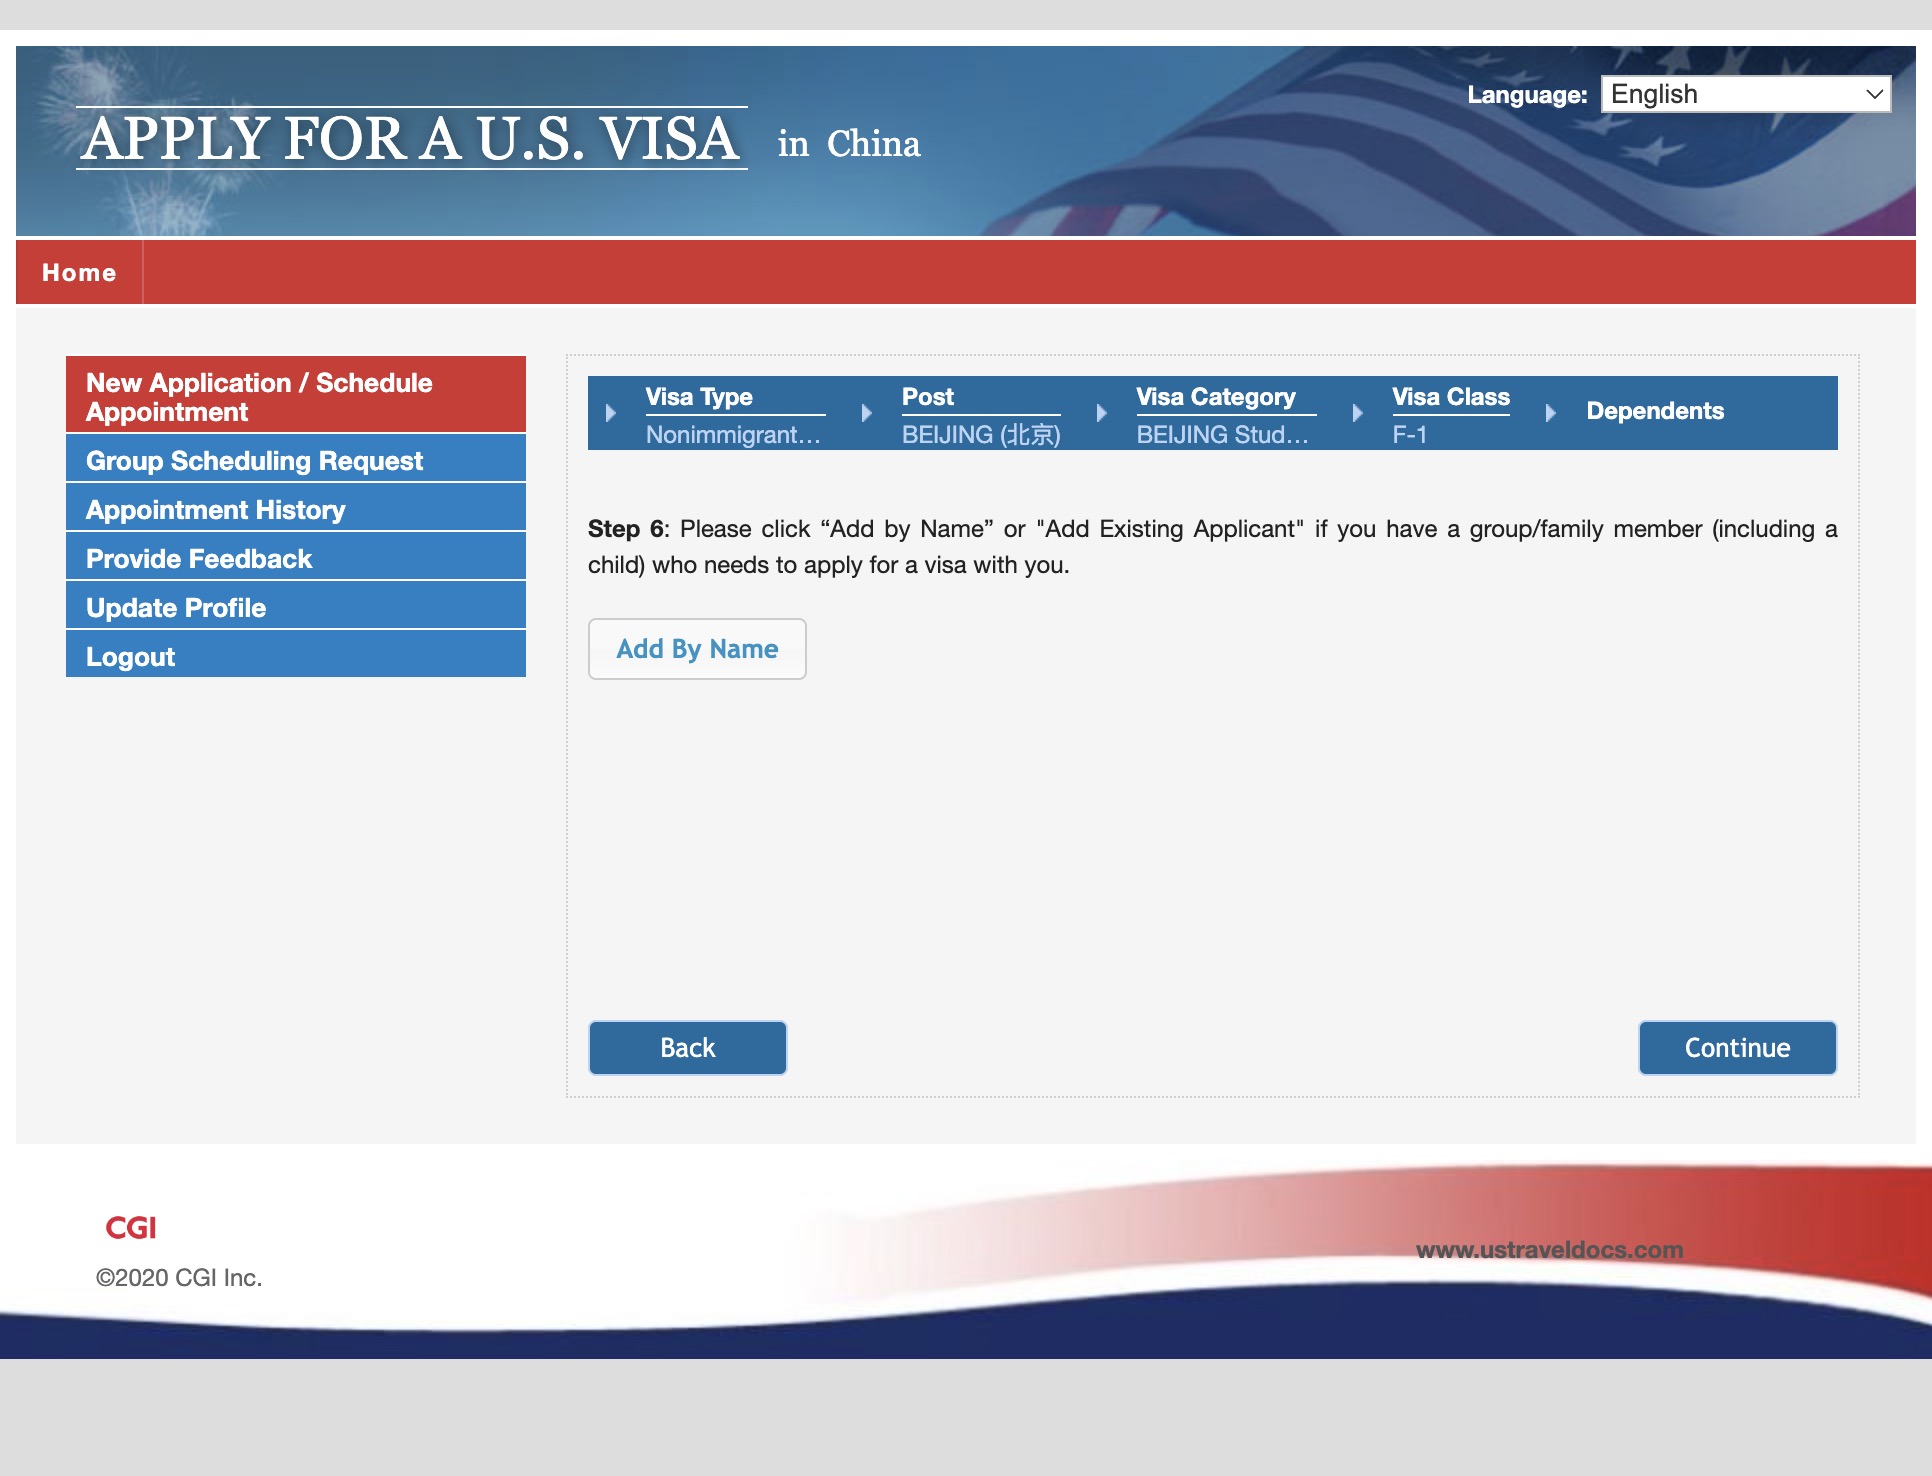 Language: English
APPLY FOR A U.S. VISA in China
Home
New Application / Schedule
Appointment
Group Scheduling Request
Appointment History
Provide Feedback
Update Profile
Logout
Visa Type
Nonimmigrant...
Post
BEIJING (北京)
Visa Category
BEIJING Stud...
Visa Class
F-1
Dependents
Step 6: Please click “Add by Name” or "Add Existing Applicant" if you have a group/family member (including a
child) who needs to apply for a visa with you.
Add By Name
Back
Continue
CGI
©2020 CGI Inc.
www.ustraveldocs.com